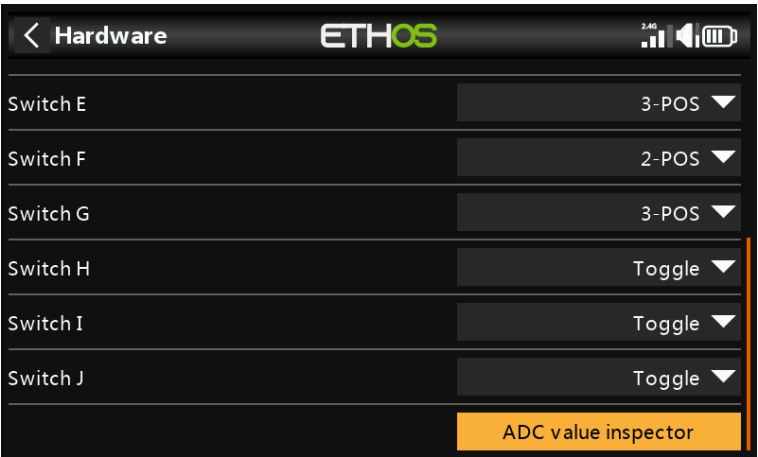 Hardware
ETHOS
2.4G
Switch E
3-POS
Switch F
2-POS
Switch G
3-POS
Switch H
Toggle
Switch I
Toggle
Switch J
Toggle
ADC value inspector